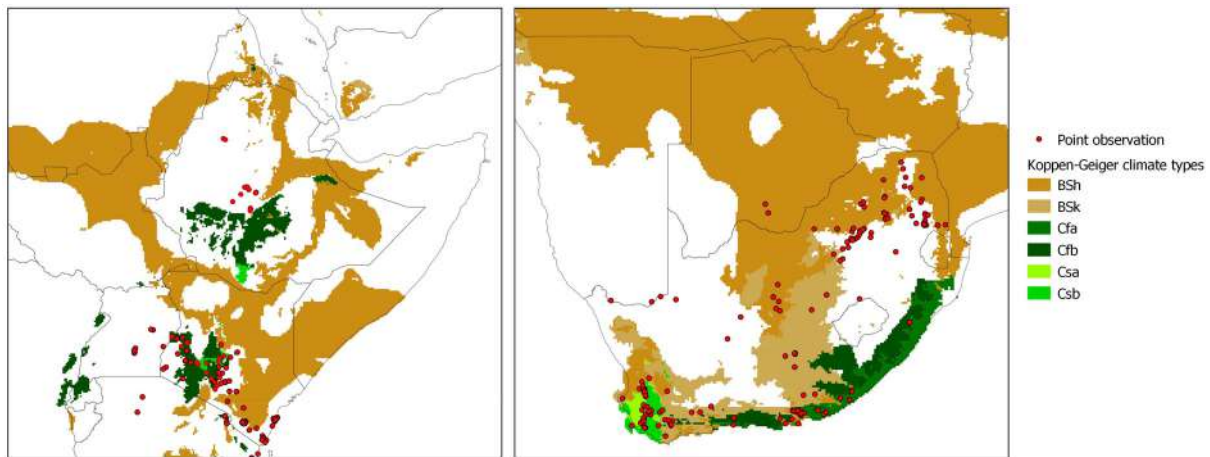 Point observation
Koppen-Geiger climate types
BSh
BSk
Cfa
Cfb
Csa
Csb